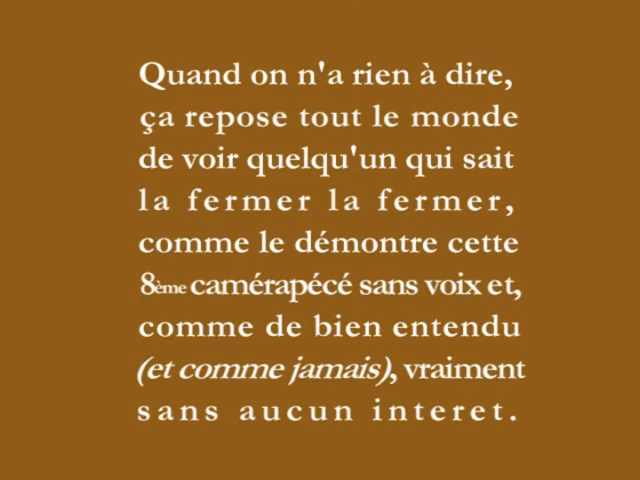 Quand on n'a rien à dire,
ça repose tout le monde
de voir quelqu'un qui sait
la fermer la fermer,
comme le démontre cette
8ème camérapécé sans voix et,
comme de bien entendu
(et comme jamais), vraiment
sans aucun interet.